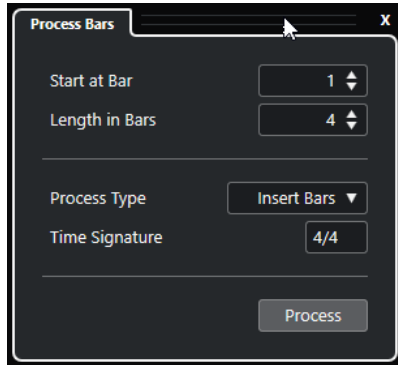 Process Bars X
Start at Bar 1
Length in Bars 4
Process Type Insert Bars
Time Signature 4/4
Process